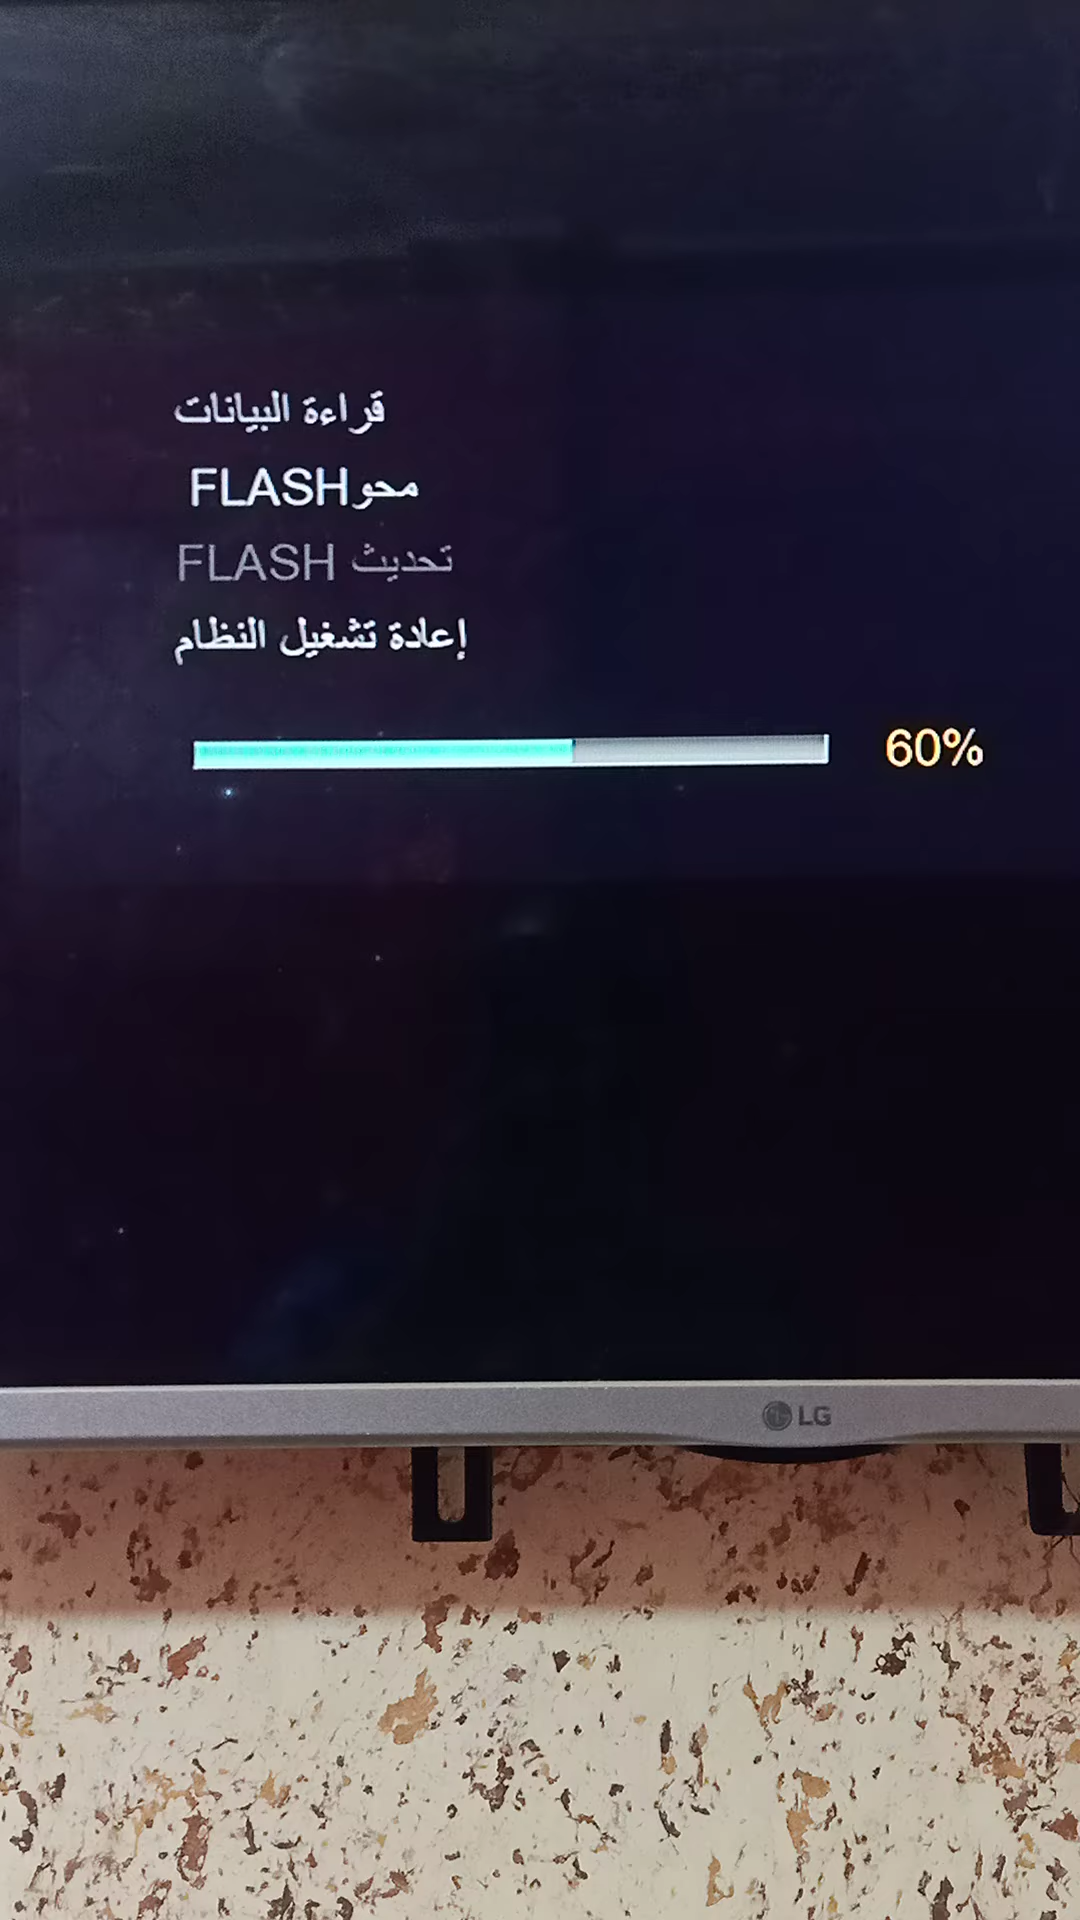 قراءة البيانات
محو FLASH
تحديث FLASH
إعادة تشغيل النظام
60%
LG